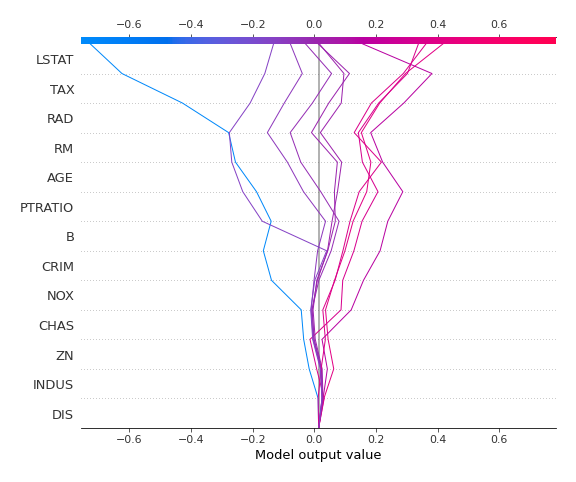 −0.6 −0.4 −0.2 0.0 0.2 0.4 0.6
LSTAT
TAX
RAD
RM
AGE
PTRATIO
B
CRIM
NOX
CHAS
ZN
INDUS
DIS
−0.6 −0.4 −0.2 0.0 0.2 0.4 0.6
Model output value